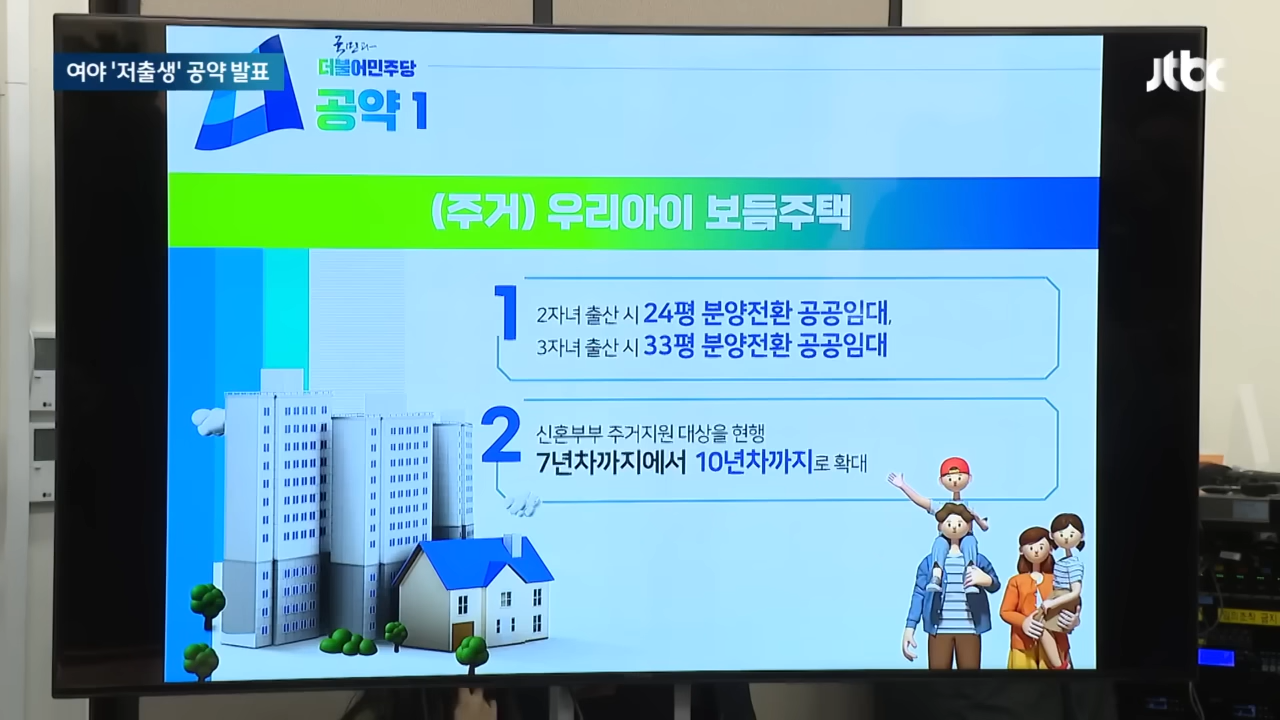 여야 '저출생' 공약 발표
jtbc
국민과
더불어민주당
공약 1
(주거) 우리아이 보듬주택
1
2자녀 출산 시 24평 분양전환 공공임대,
3자녀 출산 시 33평 분양전환 공공임대
2
신혼부부 주거지원 대상을 현행
7년차까지에서 10년차까지로 확대